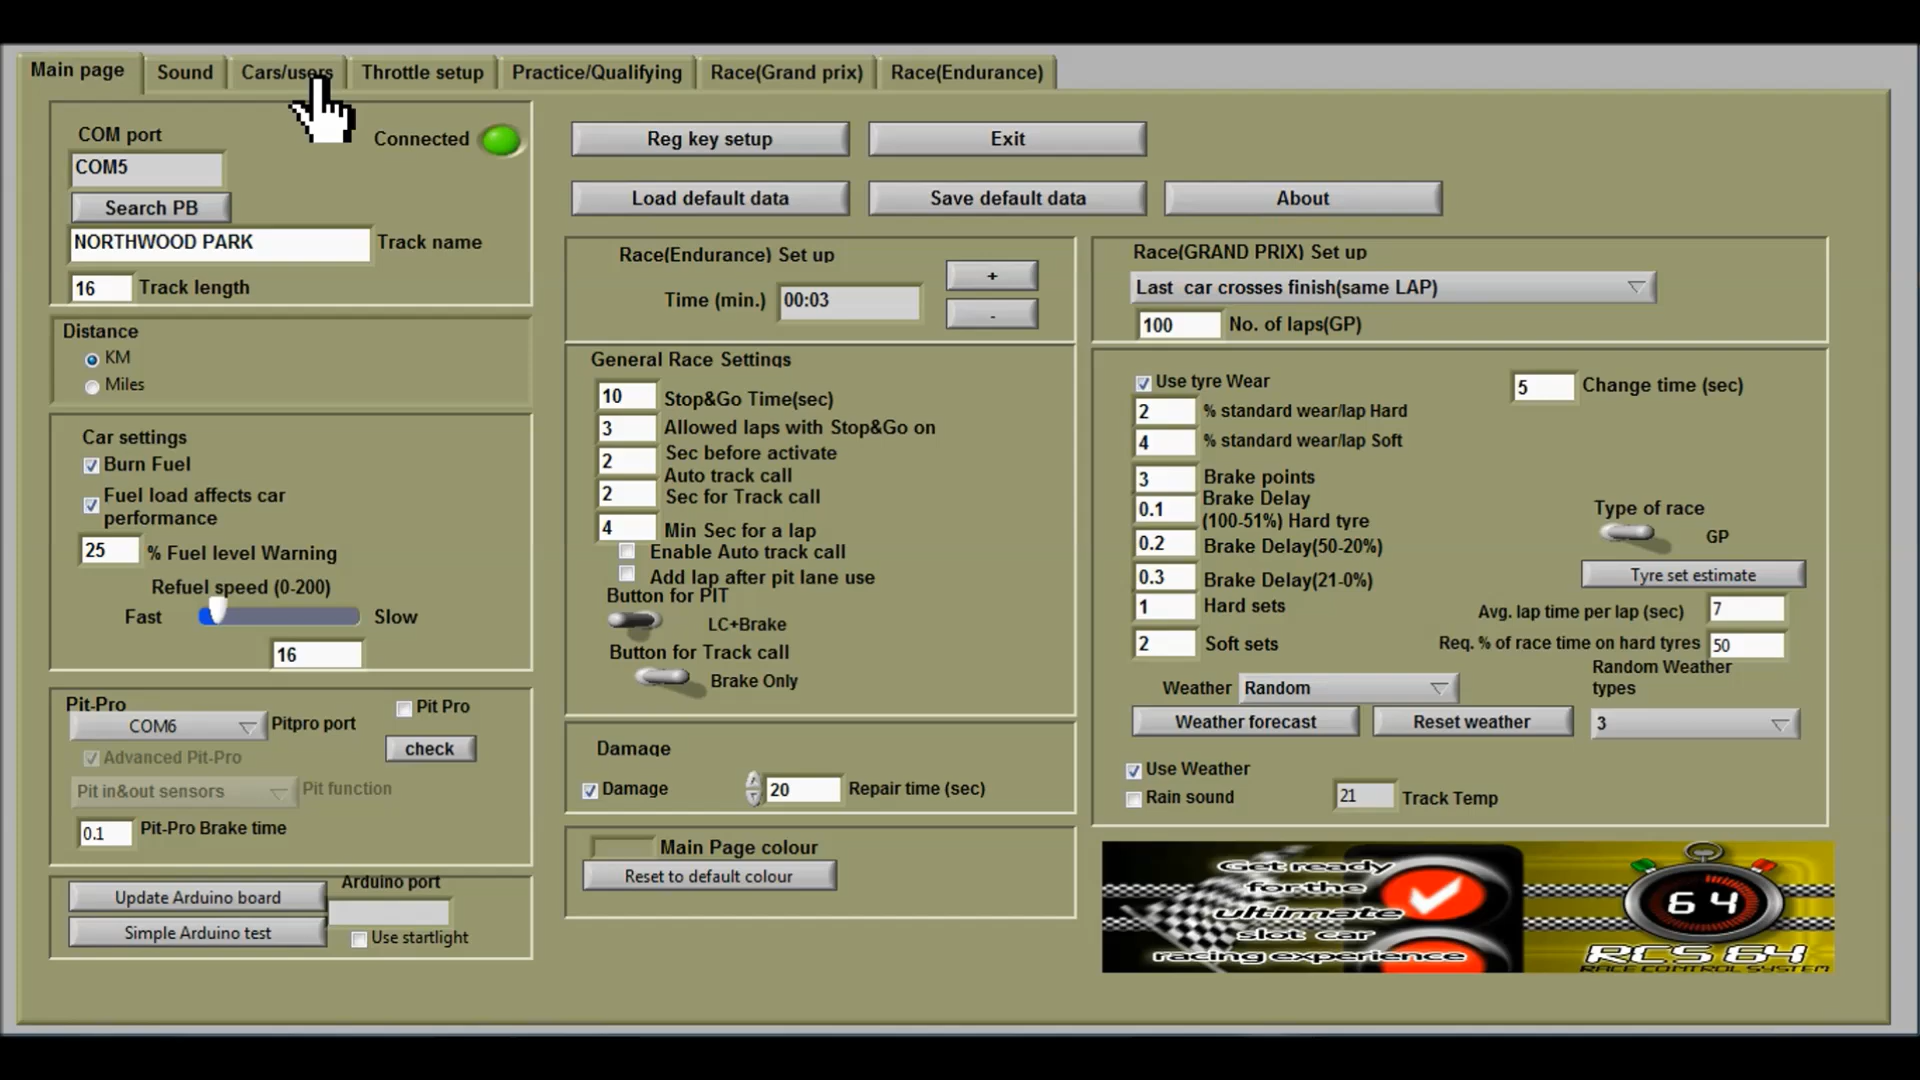 Main page
Sound
Cars/users
Throttle setup
Practice/Qualifying
Race(Grand prix)
Race(Endurance)
COM port
Connected
COM5
Search PB
NORTHWOOD PARK
Track name
16
Track length
Distance
KM
Miles
Car settings
Burn Fuel
Fuel load affects car
performance
25
% Fuel level Warning
Refuel speed (0-200)
Fast
Slow
16
Pit-Pro
COM6
Pitpro port
Pit Pro
Advanced Pit-Pro
check
Pit in&out sensors
Pit function
0.1
Pit-Pro Brake time
Update Arduino board
Arduino port
Simple Arduino test
Use startlight
Reg key setup
Exit
Load default data
Save default data
About
Race(Endurance) Set up
Time (min.)
00:03
+
-
General Race Settings
10
Stop&Go Time(sec)
3
Allowed laps with Stop&Go on
2
Sec before activate
Auto track call
2
Sec for Track call
4
Min Sec for a lap
Enable Auto track call
Add lap after pit lane use
Button for PIT
LC+Brake
Button for Track call
Brake Only
Damage
Damage
20
Repair time (sec)
Main Page colour
Reset to default colour
Race(GRAND PRIX) Set up
Last car crosses finish(same LAP)
100
No. of laps(GP)
Use tyre Wear
5
Change time (sec)
2
% standard wear/lap Hard
4
% standard wear/lap Soft
3
Brake points
0.1
Brake Delay
(100-51%) Hard tyre
0.2
Brake Delay(50-20%)
0.3
Brake Delay(21-0%)
1
Hard sets
2
Soft sets
Type of race
GP
Tyre set estimate
Avg. lap time per lap (sec)
7
Req. % of race time on hard tyres
50
Weather
Random
Random Weather
types
Weather forecast
Reset weather
3
Use Weather
Rain sound
21
Track Temp
Get ready
for the
ultimate
slot car
racing experience
64
RCS 64
RACE CONTROL SYSTEM